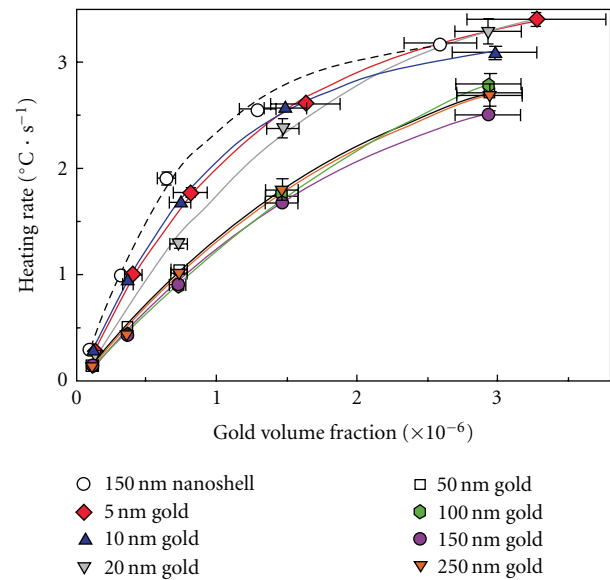 Heating rate (°C · s⁻¹)
3
2
1
0
0
1
2
3
Gold volume fraction (×10⁻⁶)
150 nm nanoshell
5 nm gold
10 nm gold
20 nm gold
50 nm gold
100 nm gold
150 nm gold
250 nm gold